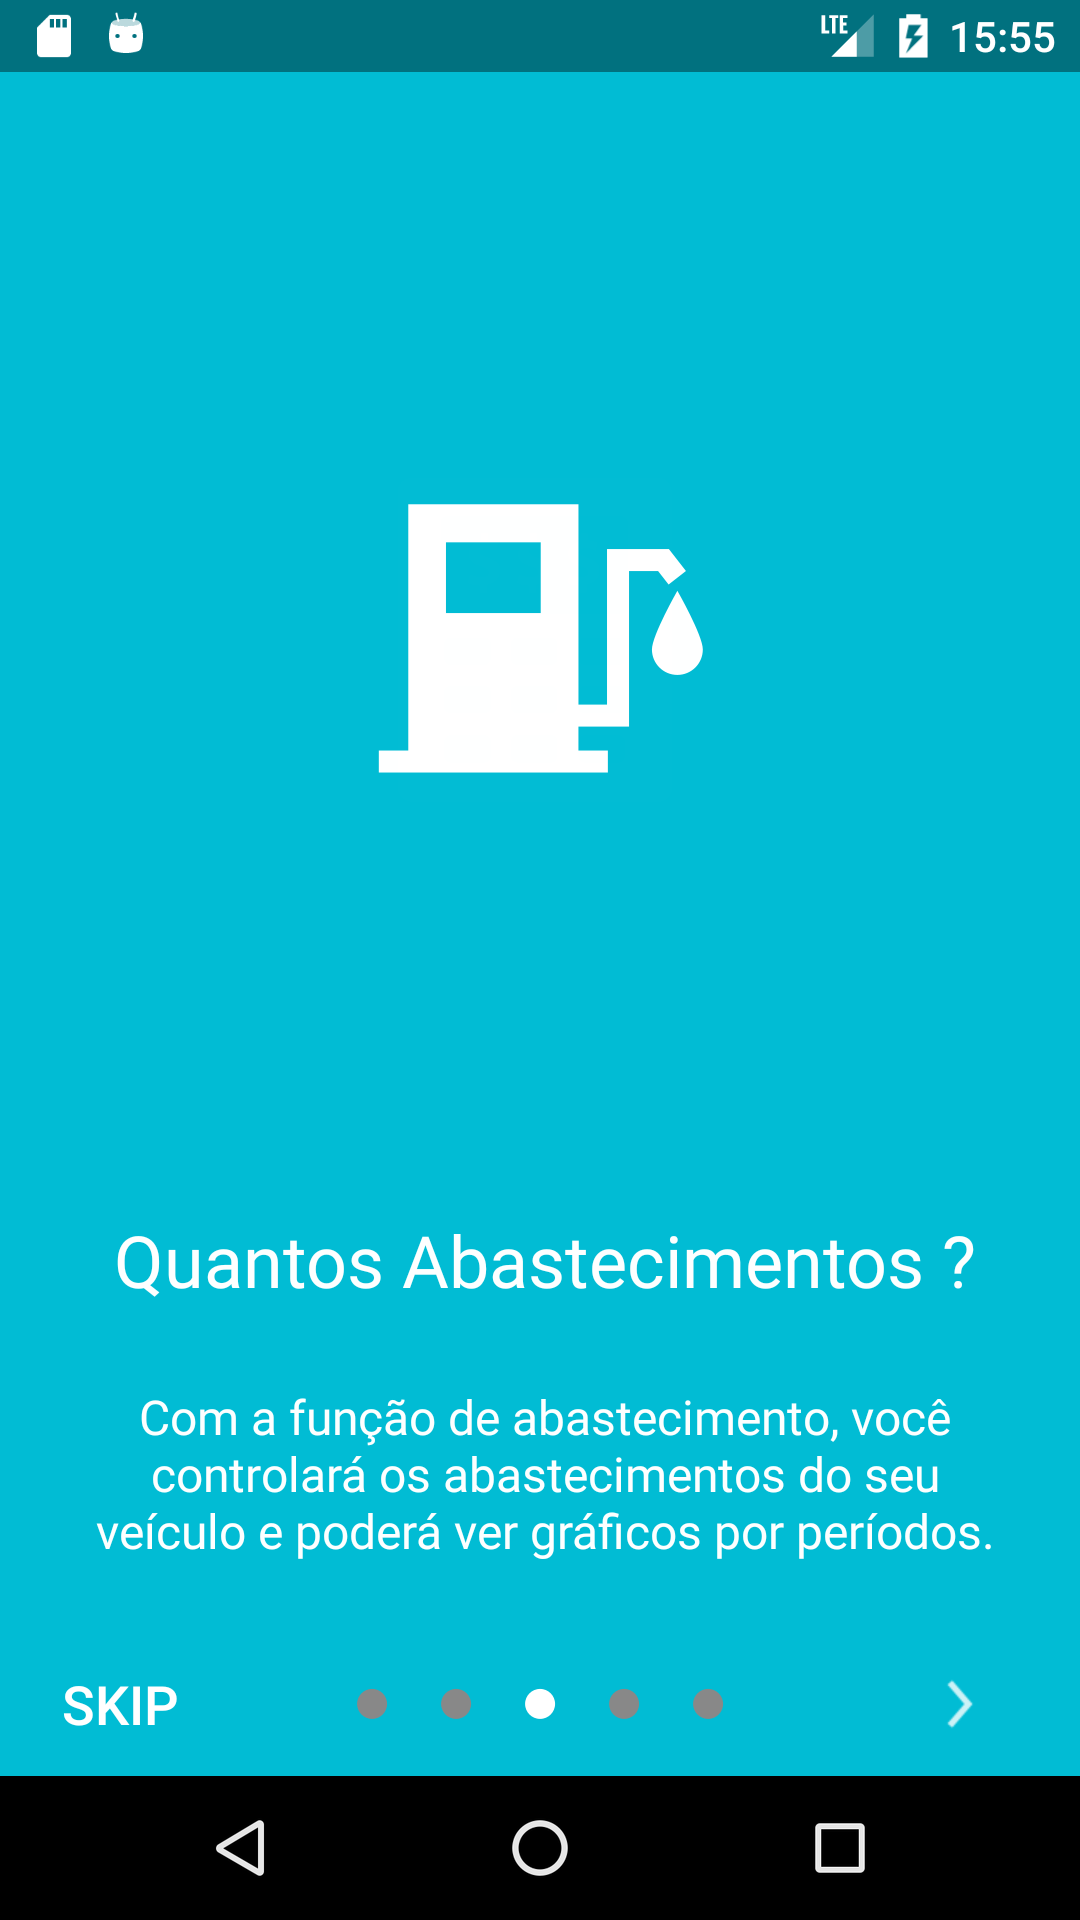 LTE 15:55
Quantos Abastecimentos ?
Com a função de abastecimento, você
controlará os abastecimentos do seu
veículo e poderá ver gráficos por períodos.
SKIP